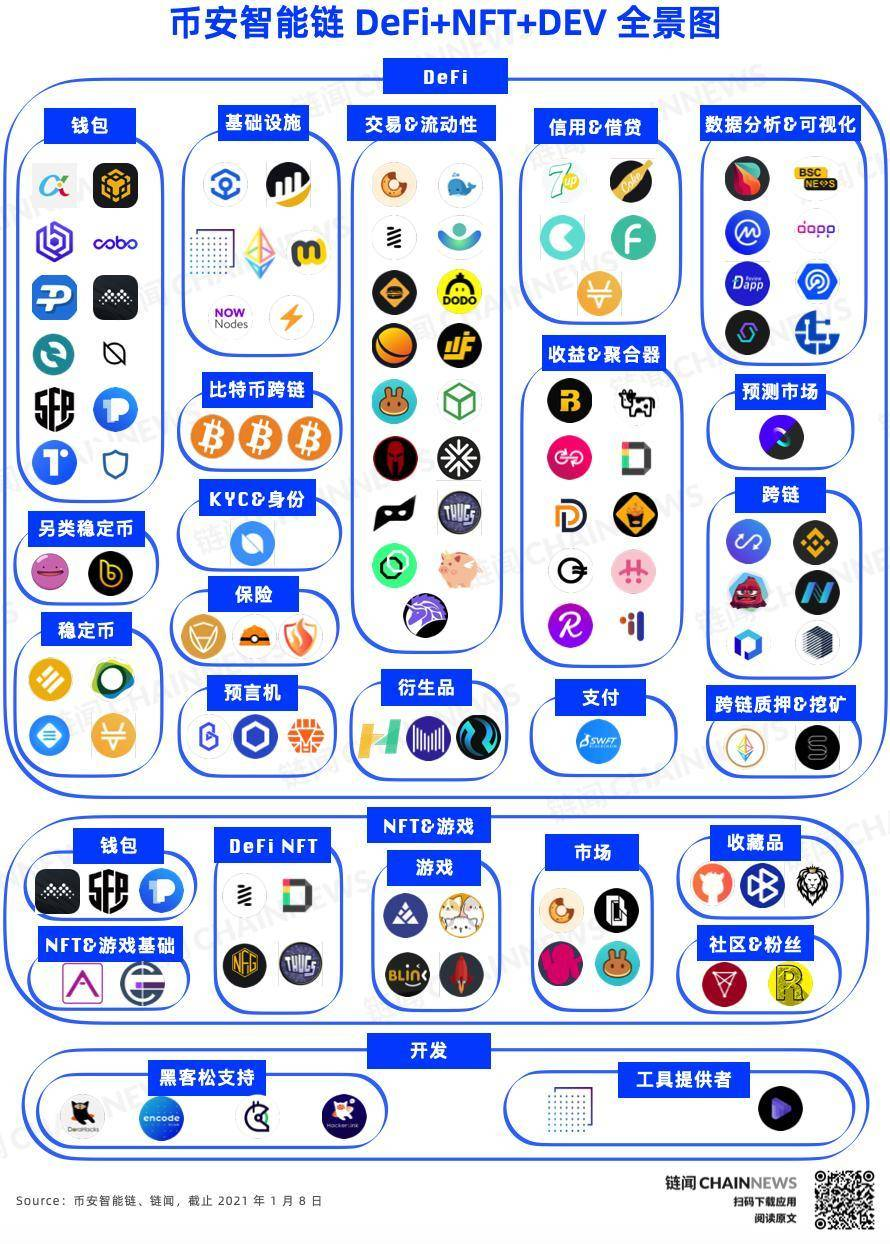 币安智能链 DeFi+NFT+DEV 全景图
DeFi
钱包
基础设施
交易&流动性
信用&借贷
数据分析&可视化
7up
Cake
BSC
NEWS
cobo
dapp
m
DODO
Review
Dapp
NOW
Nodes
收益&聚合器
SFP
比特币跨链
预测市场
KYC&身份
跨链
THUGS
另类稳定币
保险
稳定币
预言机
衍生品
支付
跨链质押&挖矿
SWFT
BLOCKCHAIN
NFT&游戏
钱包
DeFi NFT
游戏
市场
收藏品
SFP
NFT&游戏基础
社区&粉丝
NFG
THUGS
BLINK
R
开发
黑客松支持
工具提供者
DoraHacks
encode
HackerLink
链闻 CHAINNEWS
扫码下载应用
阅读原文
Source：币安智能链、链闻，截止 2021 年 1 月 8 日